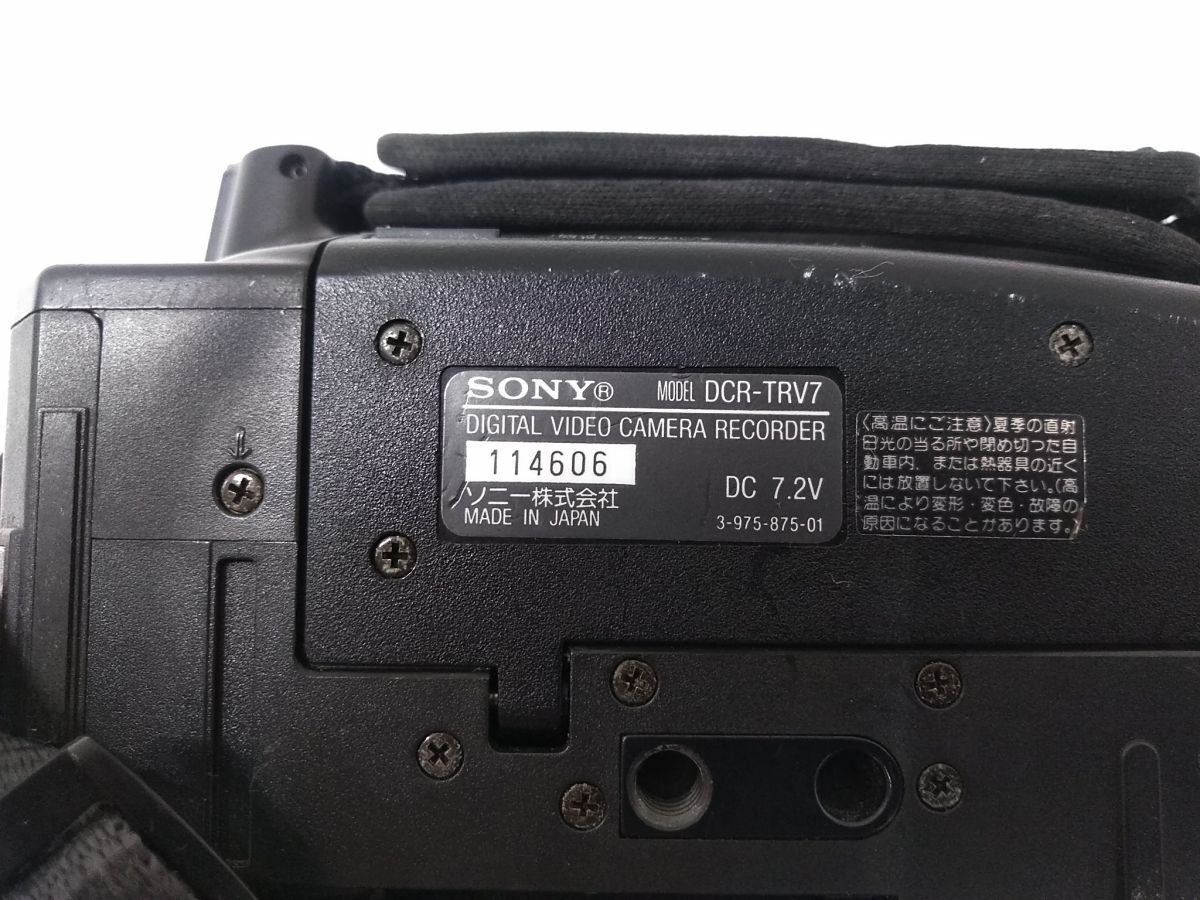 SONY® MODEL DCR-TRV7
DIGITAL VIDEO CAMERA RECORDER
114606
ソニー株式会社 DC 7.2V
MADE IN JAPAN 3-975-875-01
〈高温にご注意〉夏季の直射
日光の当る所や閉め切った自
動車内、または熱器具の近く
には放置しないで下さい。(高
温により変形・変色・故障の
原因になることがあります。)